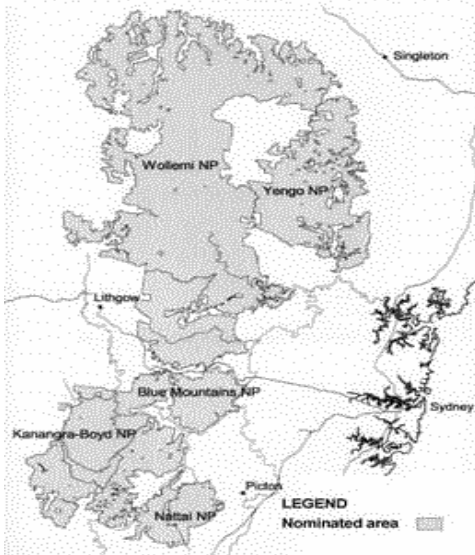 Singleton
Wollemi NP
Yengo NP
Lithgow
Blue Mountains NP
Sydney
Kanangra-Boyd NP
Picton
LEGEND
Nattai NP
Nominated area